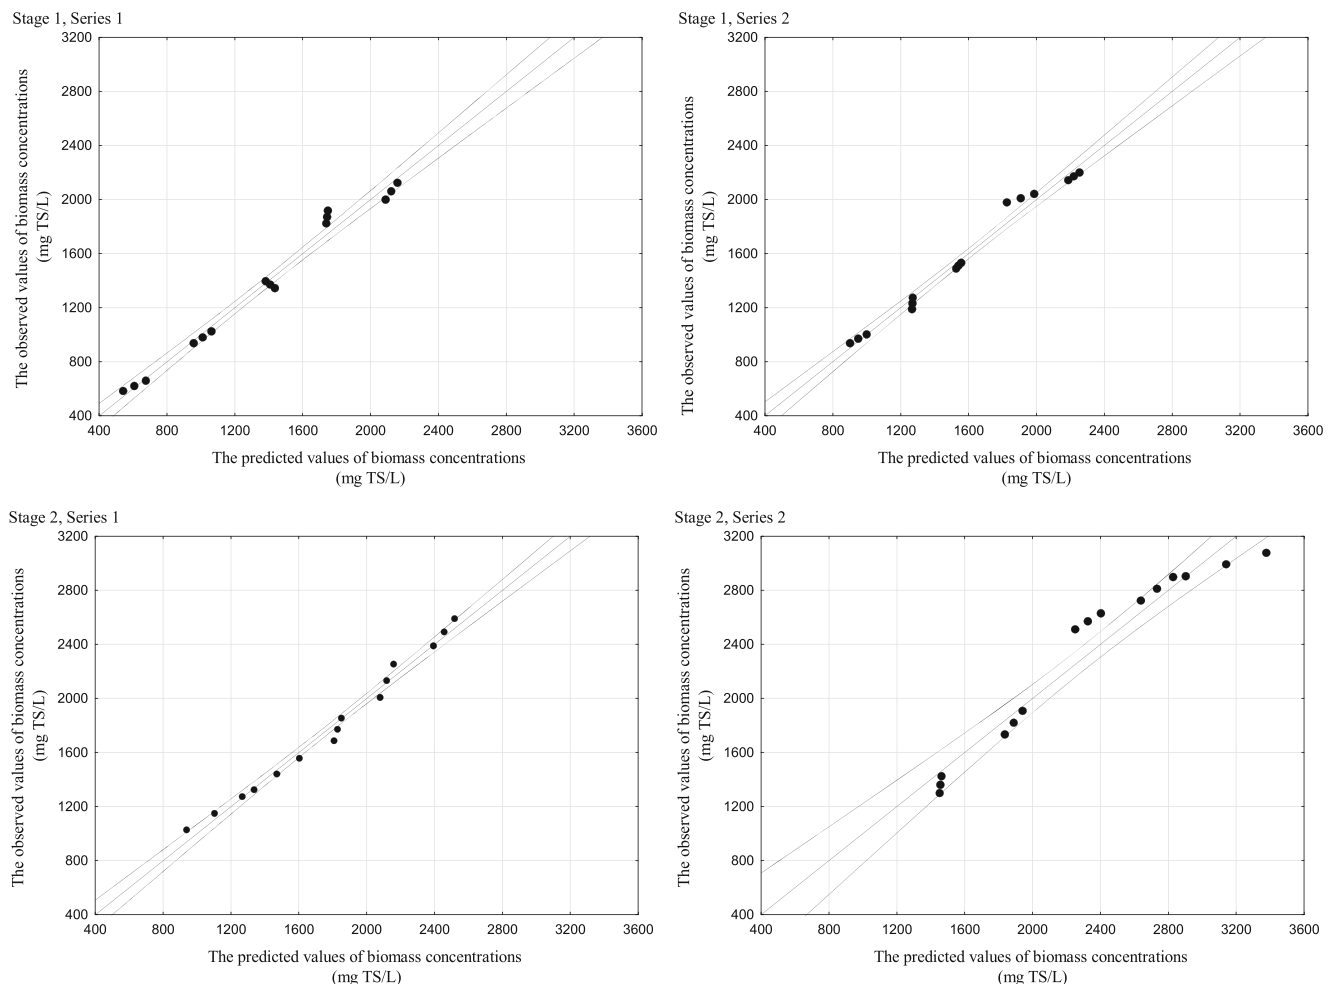 Stage 1, Series 1
3200
2800
2400
2000
1600
1200
800
400
The observed values of biomass concentrations
(mg TS/L)
400 800 1200 1600 2000 2400 2800 3200 3600
The predicted values of biomass concentrations
(mg TS/L)
Stage 1, Series 2
3200
2800
2400
2000
1600
1200
800
400
The observed values of biomass concentrations
(mg TS/L)
400 800 1200 1600 2000 2400 2800 3200 3600
The predicted values of biomass concentrations
(mg TS/L)
Stage 2, Series 1
3200
2800
2400
2000
1600
1200
800
400
The observed values of biomass concentrations
(mg TS/L)
400 800 1200 1600 2000 2400 2800 3200 3600
The predicted values of biomass concentrations
(mg TS/L)
Stage 2, Series 2
3200
2800
2400
2000
1600
1200
800
400
The observed values of biomass concentrations
(mg TS/L)
400 800 1200 1600 2000 2400 2800 3200 3600
The predicted values of biomass concentrations
(mg TS/L)